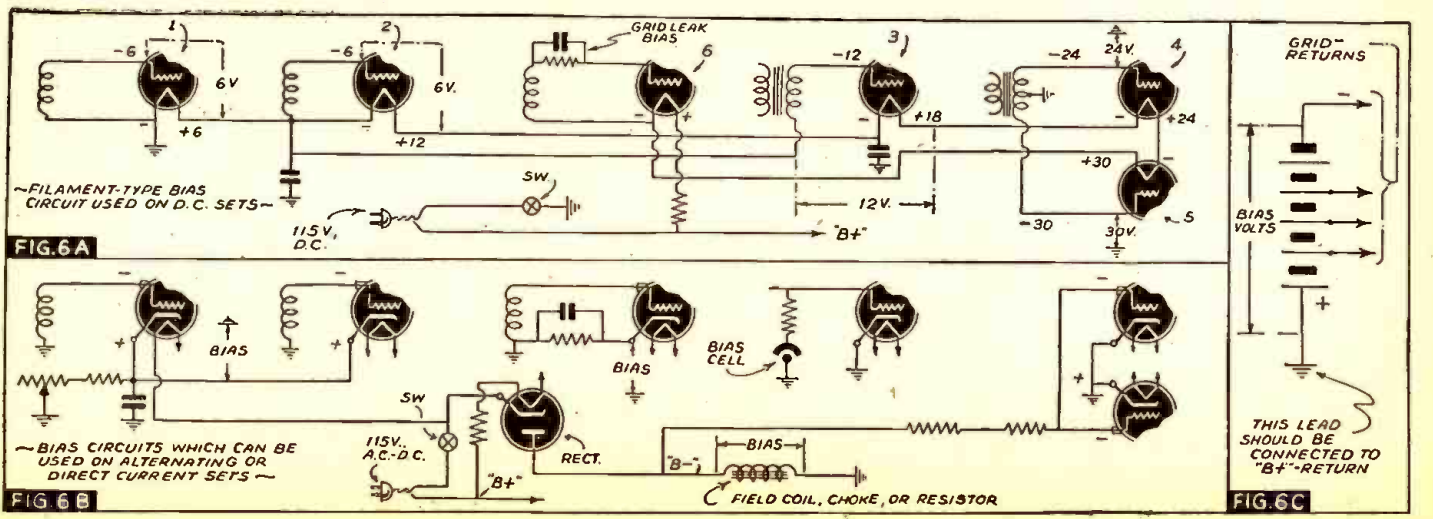 1
-6
6V
+6
2
-6
6V.
+12
GRID LEAK
BIAS
6
-
+
-12
3
+18
-
12V.
-24
24V.
4
-
+24
+30
-
-30
30V.
5
~FILAMENT-TYPE BIAS
CIRCUIT USED ON D.C. SETS~
115V,
D.C.
SW.
"B+"
FIG.6A
GRID-
RETURNS
-
BIAS
VOLTS
-
+
THIS LEAD
SHOULD BE
CONNECTED TO
"B+"-RETURN
FIG.6C
-
+
BIAS
-
+
BIAS
BIAS
CELL
-
+
-
SW
115V.,
A.C.-D.C.
"B+"
RECT.
"B-"
BIAS
FIELD COIL, CHOKE, OR RESISTOR
~BIAS CIRCUITS WHICH CAN BE
USED ON ALTERNATING OR
DIRECT CURRENT SETS~
FIG.6B